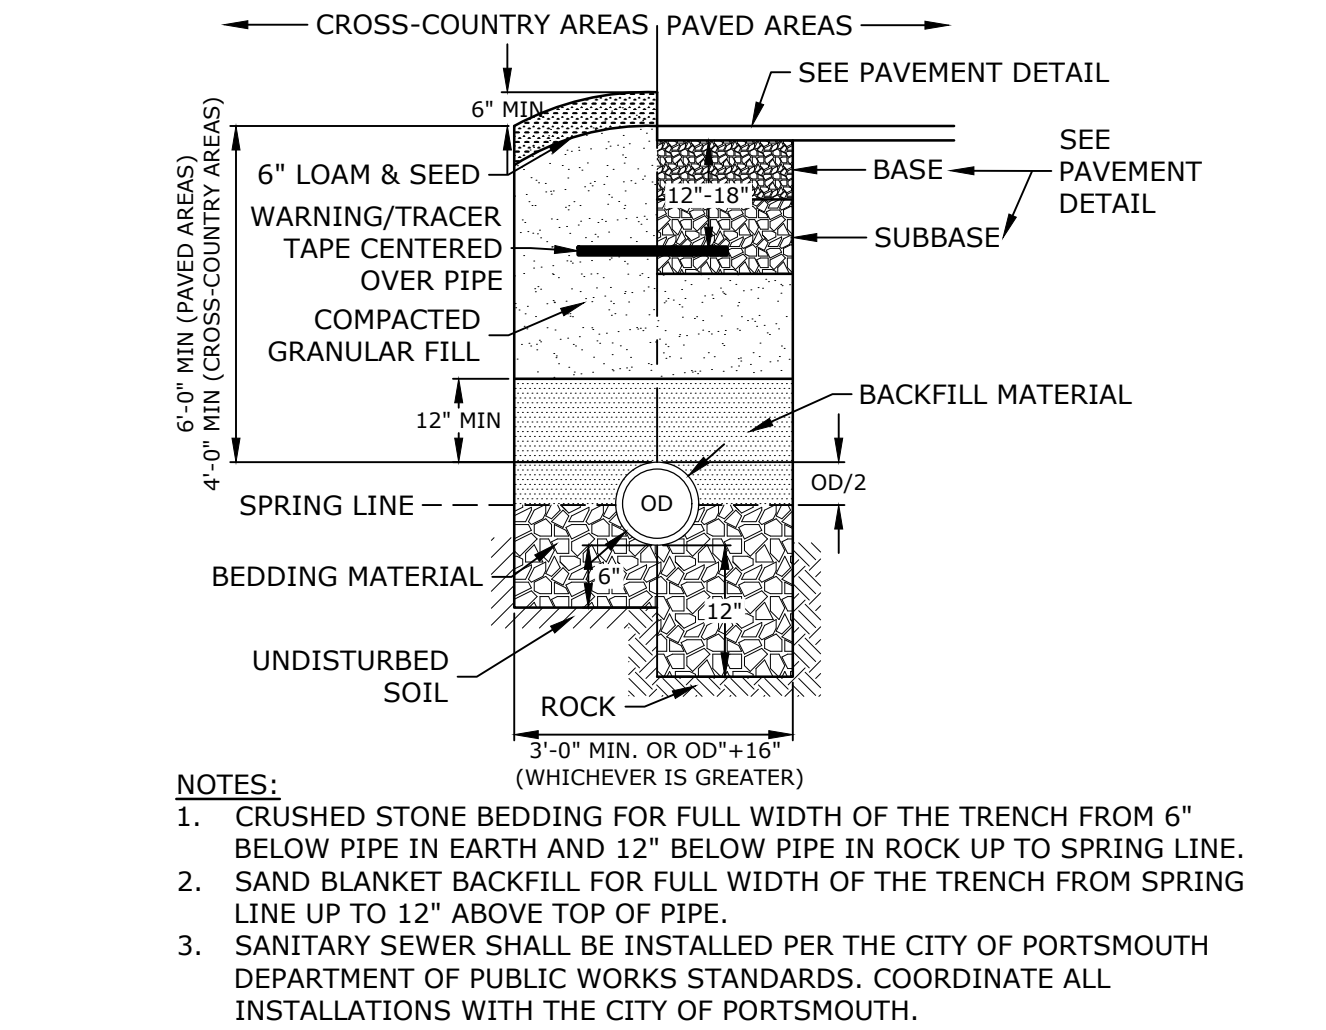 CROSS-COUNTRY AREAS
PAVED AREAS
SEE PAVEMENT DETAIL
6" MIN
6'-0" MIN (PAVED AREAS)
4'-0" MIN (CROSS-COUNTRY AREAS)
6" LOAM & SEED
BASE
SEE
PAVEMENT
DETAIL
12"-18"
WARNING/TRACER
TAPE CENTERED
OVER PIPE
SUBBASE
COMPACTED
GRANULAR FILL
BACKFILL MATERIAL
12" MIN
OD/2
SPRING LINE
OD
BEDDING MATERIAL
6"
12"
UNDISTURBED
SOIL
ROCK
3'-0" MIN. OR OD"+16"
(WHICHEVER IS GREATER)
NOTES:
1. CRUSHED STONE BEDDING FOR FULL WIDTH OF THE TRENCH FROM 6"
BELOW PIPE IN EARTH AND 12" BELOW PIPE IN ROCK UP TO SPRING LINE.
2. SAND BLANKET BACKFILL FOR FULL WIDTH OF THE TRENCH FROM SPRING
LINE UP TO 12" ABOVE TOP OF PIPE.
3. SANITARY SEWER SHALL BE INSTALLED PER THE CITY OF PORTSMOUTH
DEPARTMENT OF PUBLIC WORKS STANDARDS. COORDINATE ALL
INSTALLATIONS WITH THE CITY OF PORTSMOUTH.